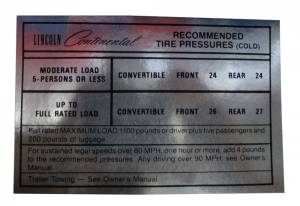 LINCOLN Continental RECOMMENDED
TIRE PRESSURES (COLD)
MODERATE LOAD
5-PERSONS OR LESS CONVERTIBLE FRONT 24 REAR 24
UP TO
FULL RATED LOAD CONVERTIBLE FRONT 26 REAR 27
Full rated MAXIMUM LOAD 1100 pounds or driver plus five passengers and
200 pounds of luggage
For sustained legal speeds over 60 MPH, one hour or more, add 4 pounds
to the recommended pressures. Any driving over 90 MPH: see Owner's
Manual
Trailer Towing — See Owner's Manual